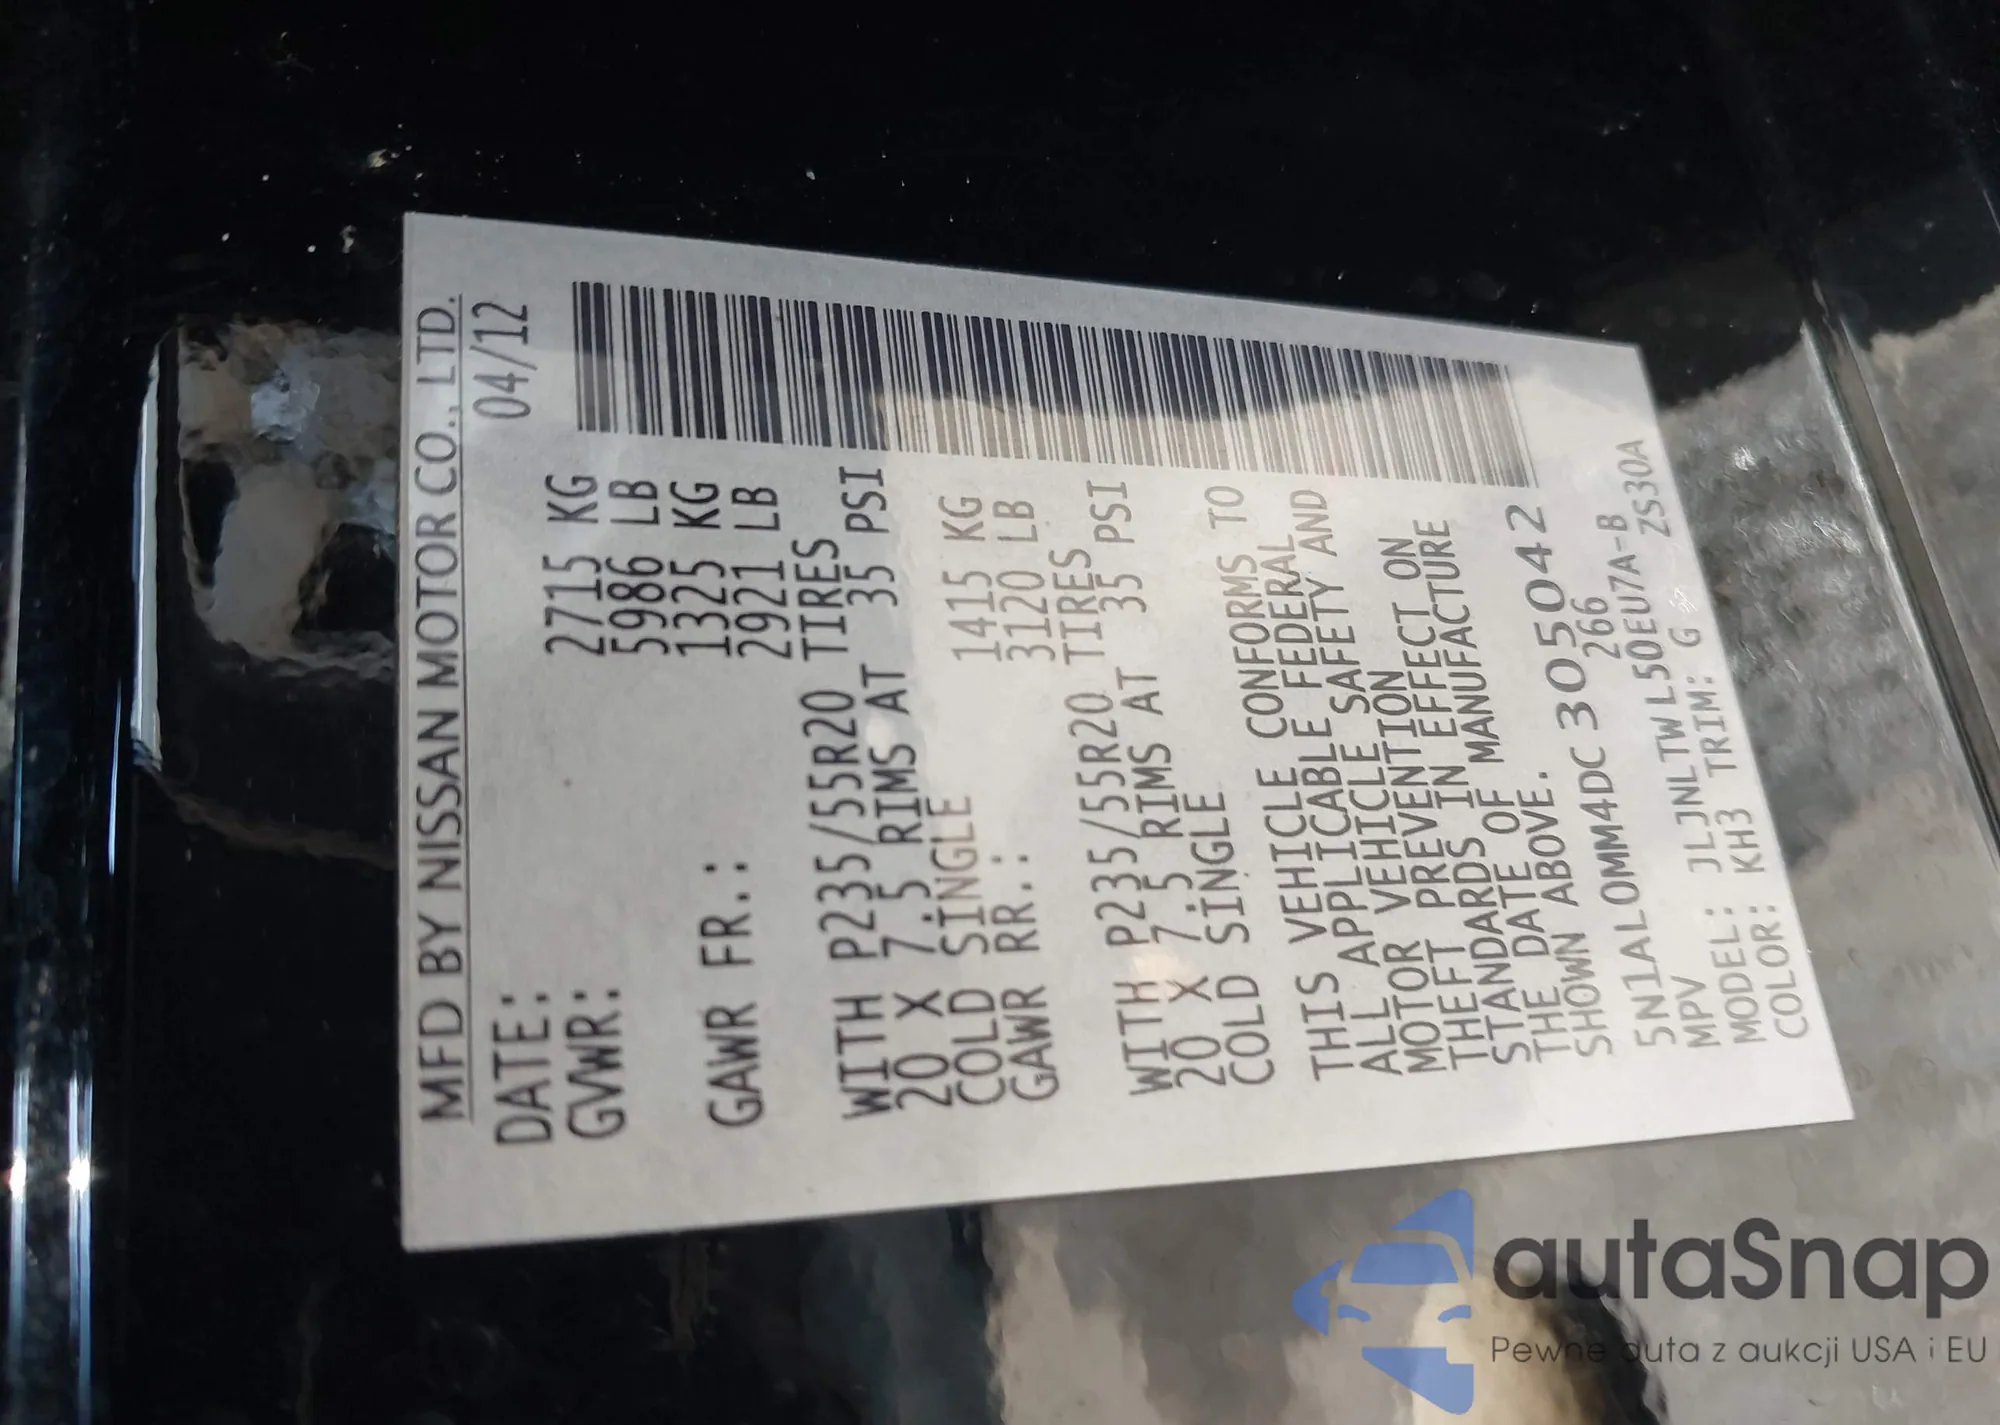 MFD BY NISSAN MOTOR CO., LTD.
DATE: 04/12
GVWR: 2715 KG
5986 LB
GAWR FR.: 1325 KG
2921 LB
WITH P235/55R20 TIRES
20 X 7.5 RIMS AT 35 PSI
COLD SINGLE
GAWR RR.: 1415 KG
3120 LB
WITH P235/55R20 TIRES
20 X 7.5 RIMS AT 35 PSI
COLD SINGLE
THIS VEHICLE CONFORMS TO
ALL APPLICABLE FEDERAL
MOTOR VEHICLE SAFETY AND
THEFT PREVENTION
STANDARDS IN EFFECT ON
THE DATE OF MANUFACTURE
SHOWN ABOVE.
5N1AL0MM4DC305042
MPV 266
MODEL: JLJNLTWL50EU7A-B
COLOR: KH3 TRIM: G ZS30A
autaSnap
Pewne auta z aukcji USA i EU